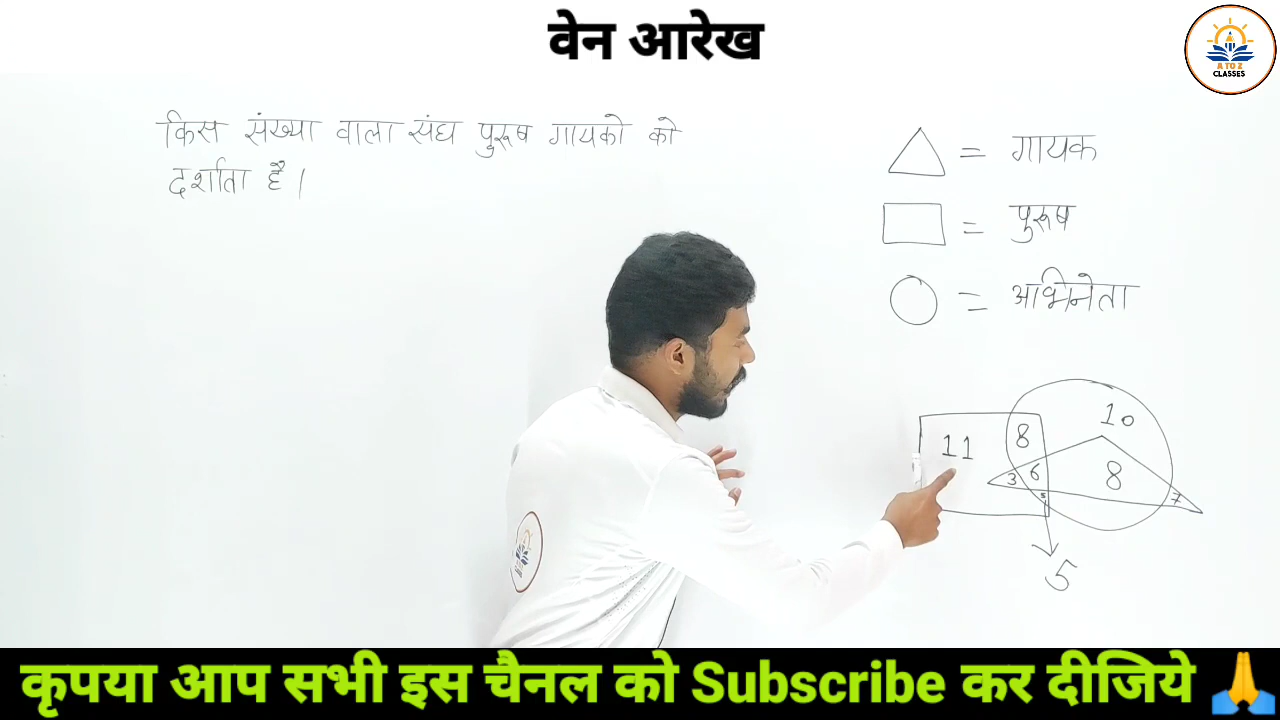 वेन आरेख
A TO Z
CLASSES
किस संख्या वाला संघ पुरूष गायको को
दर्शाता है।
= गायक
= पुरूष
= अभिनेता
10
11 8
3 6 8
5 7
5
कृपया आप सभी इस चैनल को Subscribe कर दीजिये 🙏